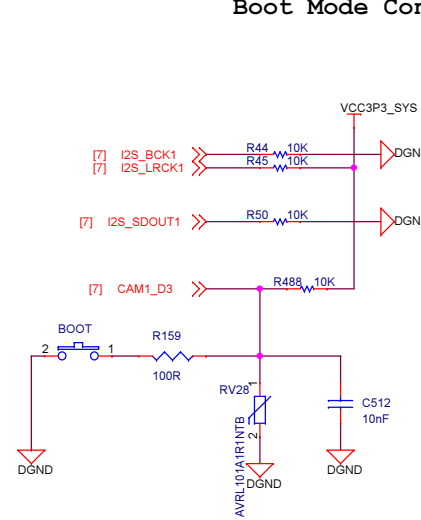 Boot Mode Cor
VCC3P3_SYS
[7] I2S_BCK1 R44 10K DGN
[7] I2S_LRCK1 R45 10K
[7] I2S_SDOUT1 R50 10K DGN
[7] CAM1_D3 R488 10K
BOOT
2 1
R159
100R
RV28
1
2
AVRL101A1R1NTB
C512
10nF
DGND
DGND
DGND